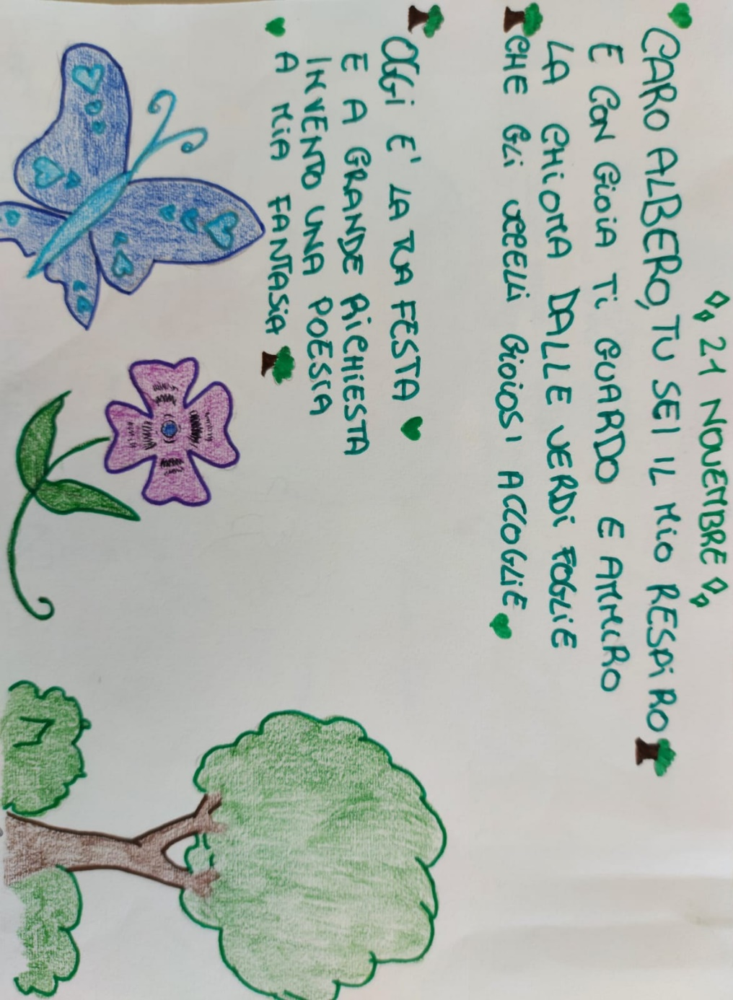 21 NOVEMBRE
CARO ALBERO, TU SEI IL MIO RESPIRO
E CON GIOIA TI GUARDO E AMMIRO
LA CHIOMA DALLE VERDI FOGLIE
CHE GLI UCCELLI GIOIOSI ACCOGLIE
OGGI E' LA TUA FESTA
E A GRANDE RICHIESTA
INVENTO UNA POESIA
A MIA FANTASIA